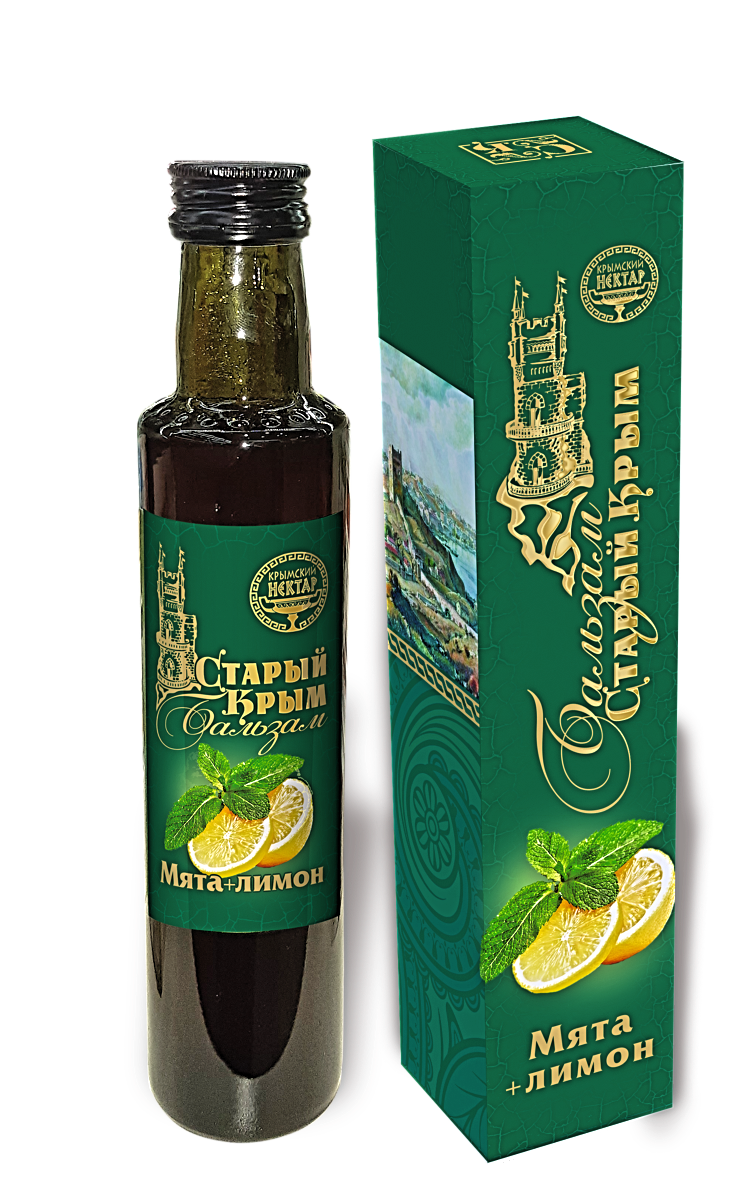 КРЫМСКИЙ
НЕКТАР
Старый
Крым
Бальзам
Мята+лимон
КРЫМСКИЙ
НЕКТАР
Бальзам
Старый Крым
Мята
+лимон